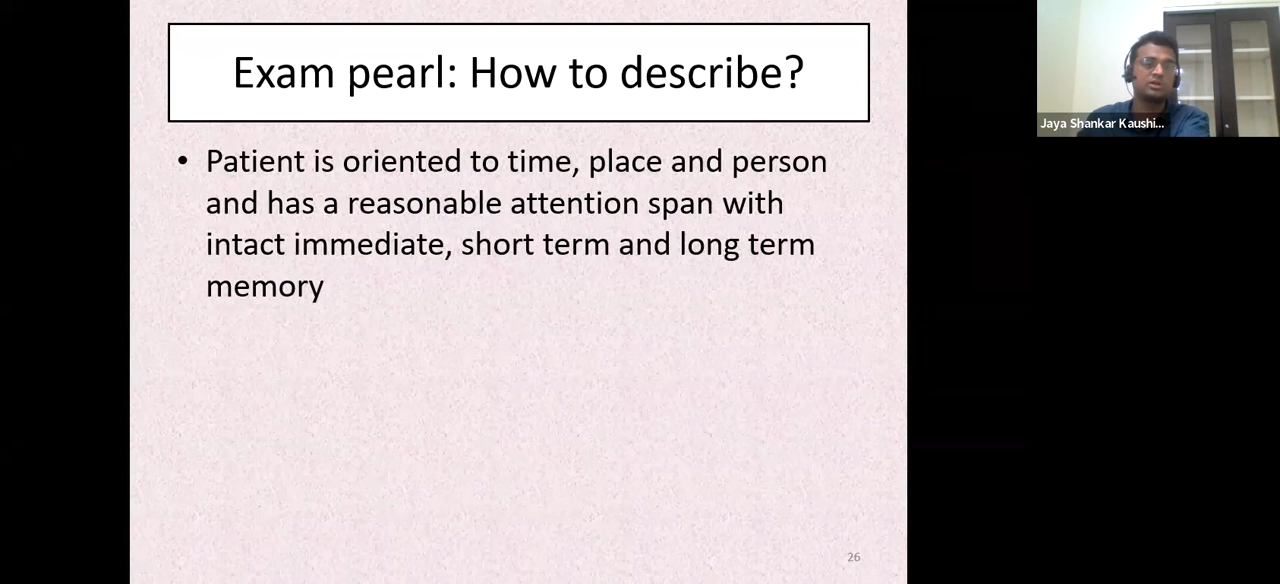 Exam pearl: How to describe?
• Patient is oriented to time, place and person
and has a reasonable attention span with
intact immediate, short term and long term
memory
26
Jaya Shankar Kaushi...